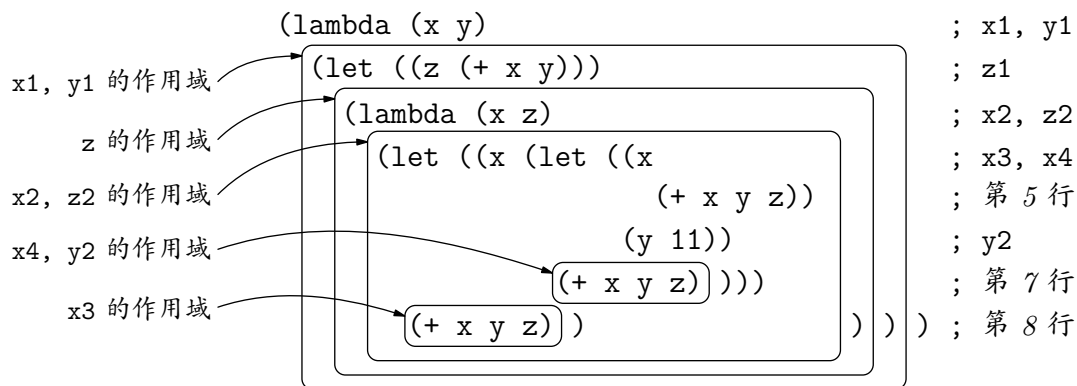 (lambda (x y) ; x1, y1
(let ((z (+ x y))) ; z1
x1, y1 的作用域
(lambda (x z) ; x2, z2
z 的作用域
(let ((x (let ((x ; x3, x4
x2, z2 的作用域
(+ x y z)) ; 第 5 行
(y 11)) ; y2
x4, y2 的作用域
(+ x y z) ))) ; 第 7 行
x3 的作用域
(+ x y z) ) ) ) ) ; 第 8 行